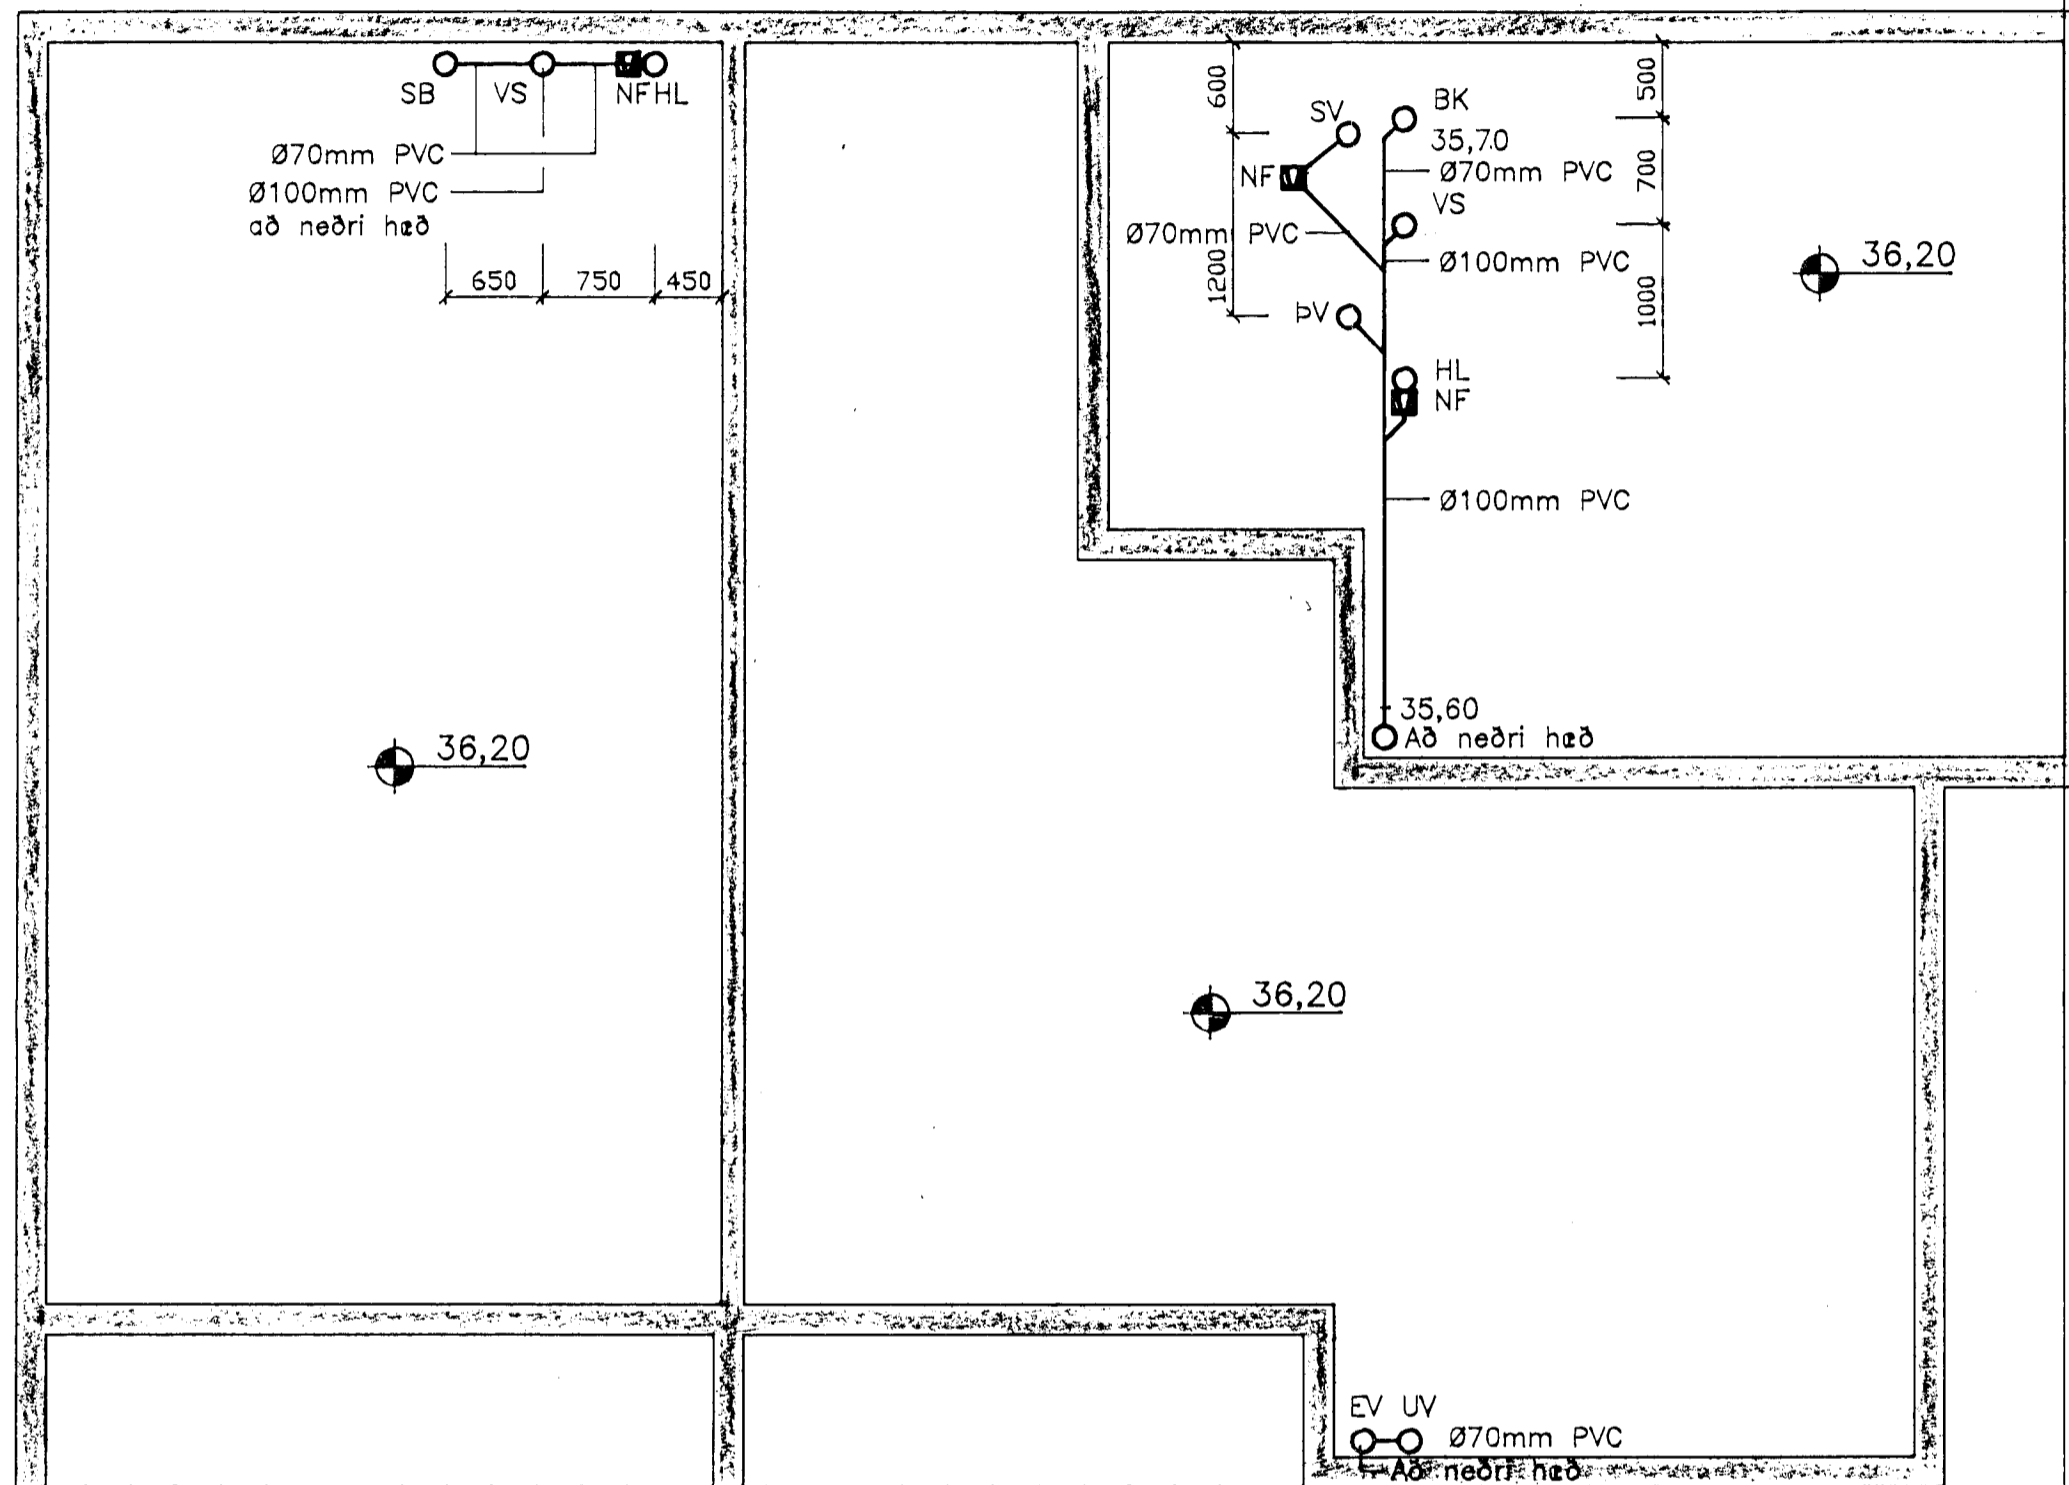 SB VS NF HL
Ø70mm PVC
Ø100mm PVC
að neðri hæð
650 750 450
36,20
600
1200
SV
NF
Ø70mm PVC
ÞV
BK
35,70
Ø70mm PVC
VS
Ø100mm PVC
HL
NF
Ø100mm PVC
35,60
Að neðri hæð
500
700
1000
36,20
36,20
EV UV
Ø70mm PVC
Að neðri hæð